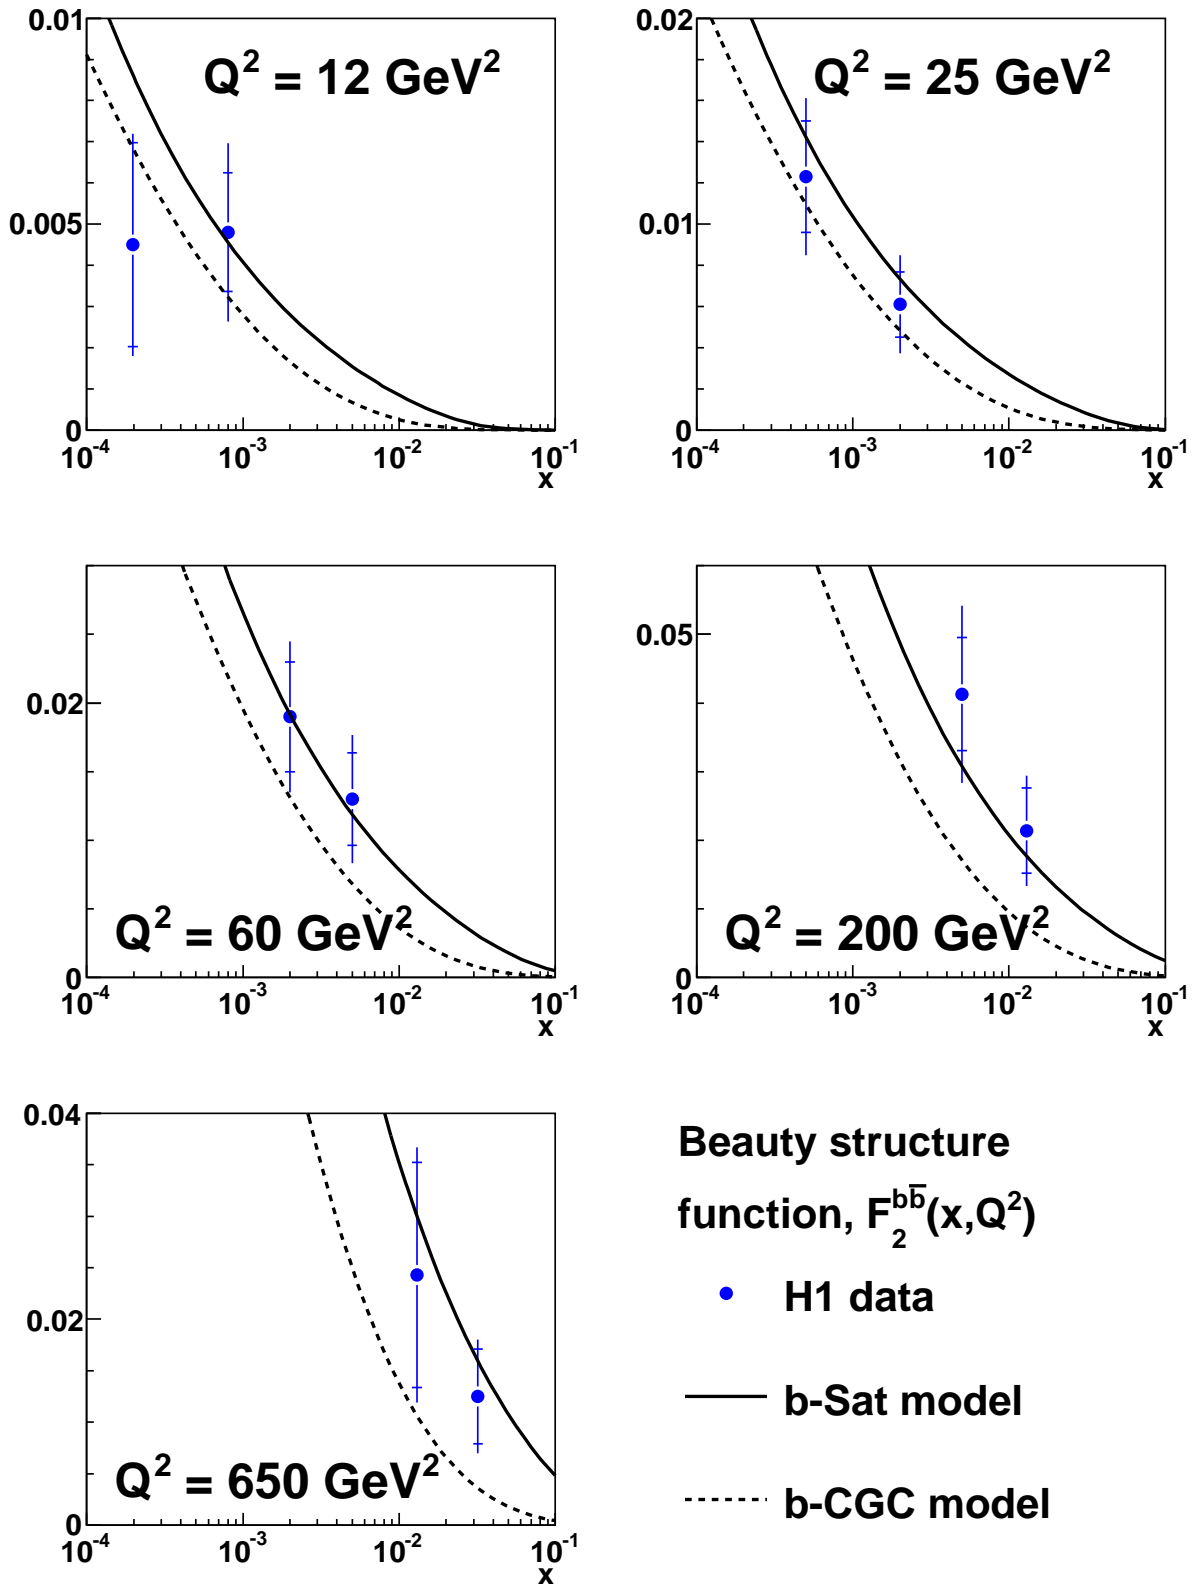 Q² = 12 GeV²
0.01
0.005
0
10⁻⁴ 10⁻³ 10⁻² 10⁻¹
x
Q² = 25 GeV²
0.02
0.01
0
10⁻⁴ 10⁻³ 10⁻² 10⁻¹
x
0.02
Q² = 60 GeV²
0
10⁻⁴ 10⁻³ 10⁻² 10⁻¹
x
0.05
Q² = 200 GeV²
0
10⁻⁴ 10⁻³ 10⁻² 10⁻¹
x
0.04
0.02
Q² = 650 GeV²
0
10⁻⁴ 10⁻³ 10⁻² 10⁻¹
x
Beauty structure
function, F₂^{bb̅}(x,Q²)
H1 data
b-Sat model
b-CGC model